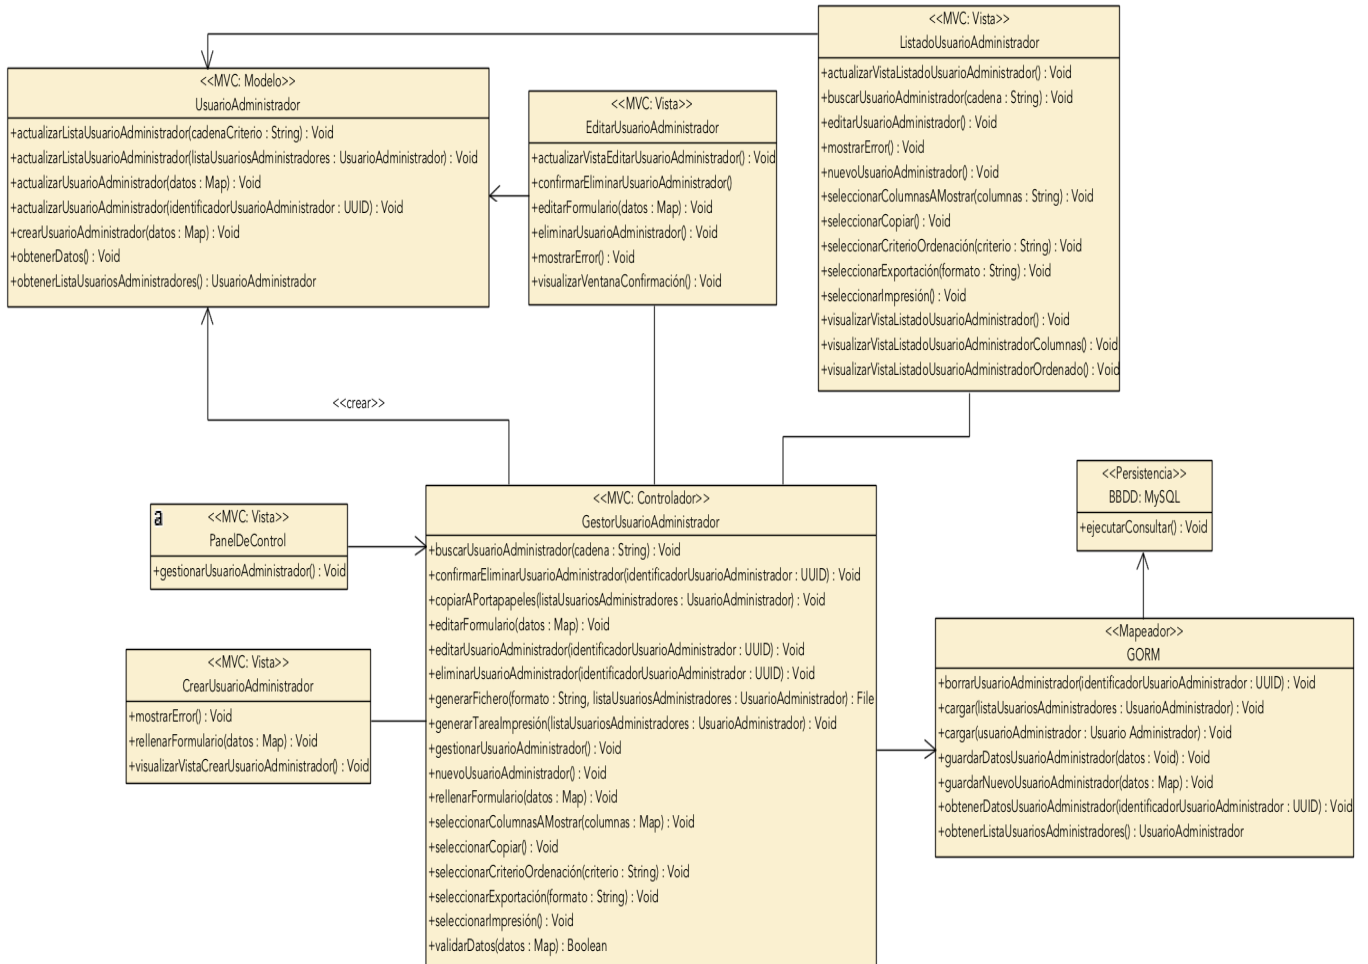 <<MVC: Vista>>
ListadoUsuarioAdministrador
+actualizarVistaListadoUsuarioAdministrador() : Void
+buscarUsuarioAdministrador(cadena : String) : Void
+editarUsuarioAdministrador() : Void
+mostrarError() : Void
+nuevoUsuarioAdministrador() : Void
+seleccionarColumnasAMostrar(columnas : String) : Void
+seleccionarCopiar() : Void
+seleccionarCriterioOrdenación(criterio : String) : Void
+seleccionarExportación(formato : String) : Void
+seleccionarImpresión() : Void
+visualizarVistaListadoUsuarioAdministrador() : Void
+visualizarVistaListadoUsuarioAdministradorColumnas() : Void
+visualizarVistaListadoUsuarioAdministradorOrdenado() : Void
<<MVC: Modelo>>
UsuarioAdministrador
+actualizarListaUsuarioAdministrador(cadenaCriterio : String) : Void
+actualizarListaUsuarioAdministrador(listaUsuariosAdministradores : UsuarioAdministrador) : Void
+actualizarUsuarioAdministrador(datos : Map) : Void
+actualizarUsuarioAdministrador(identificadorUsuarioAdministrador : UUID) : Void
+crearUsuarioAdministrador(datos : Map) : Void
+obtenerDatos() : Void
+obtenerListaUsuariosAdministradores() : UsuarioAdministrador
<<MVC: Vista>>
EditarUsuarioAdministrador
+actualizarVistaEditarUsuarioAdministrador() : Void
+confirmarEliminarUsuarioAdministrador()
+editarFormulario(datos : Map) : Void
+eliminarUsuarioAdministrador() : Void
+mostrarError() : Void
+visualizarVentanaConfirmación() : Void
<<crear>>
a
<<MVC: Vista>>
PanelDeControl
+gestionarUsuarioAdministrador() : Void
<<MVC: Vista>>
CrearUsuarioAdministrador
+mostrarError() : Void
+rellenarFormulario(datos : Map) : Void
+visualizarVistaCrearUsuarioAdministrador() : Void
<<MVC: Controlador>>
GestorUsuarioAdministrador
+buscarUsuarioAdministrador(cadena : String) : Void
+confirmarEliminarUsuarioAdministrador(identificadorUsuarioAdministrador : UUID) : Void
+copiarAPortapapeles(listaUsuariosAdministradores : UsuarioAdministrador) : Void
+editarFormulario(datos : Map) : Void
+editarUsuarioAdministrador(identificadorUsuarioAdministrador : UUID) : Void
+eliminarUsuarioAdministrador(identificadorUsuarioAdministrador : UUID) : Void
+generarFichero(formato : String, listaUsuariosAdministradores : UsuarioAdministrador) : File
+generarTareaImpresión(listaUsuariosAdministradores : UsuarioAdministrador) : Void
+gestionarUsuarioAdministrador() : Void
+nuevoUsuarioAdministrador() : Void
+rellenarFormulario(datos : Map) : Void
+seleccionarColumnasAMostrar(columnas : Map) : Void
+seleccionarCopiar() : Void
+seleccionarCriterioOrdenación(criterio : String) : Void
+seleccionarExportación(formato : String) : Void
+seleccionarImpresión() : Void
+validarDatos(datos : Map) : Boolean
<<Persistencia>>
BBDD: MySQL
+ejecutarConsultar() : Void
<<Mapeador>>
GORM
+borrarUsuarioAdministrador(identificadorUsuarioAdministrador : UUID) : Void
+cargar(listaUsuariosAdministradores : UsuarioAdministrador) : Void
+cargar(usuarioAdministrador : Usuario Administrador) : Void
+guardarDatosUsuarioAdministrador(datos : Void) : Void
+guardarNuevoUsuarioAdministrador(datos : Map) : Void
+obtenerDatosUsuarioAdministrador(identificadorUsuarioAdministrador : UUID) : Void
+obtenerListaUsuariosAdministradores() : UsuarioAdministrador